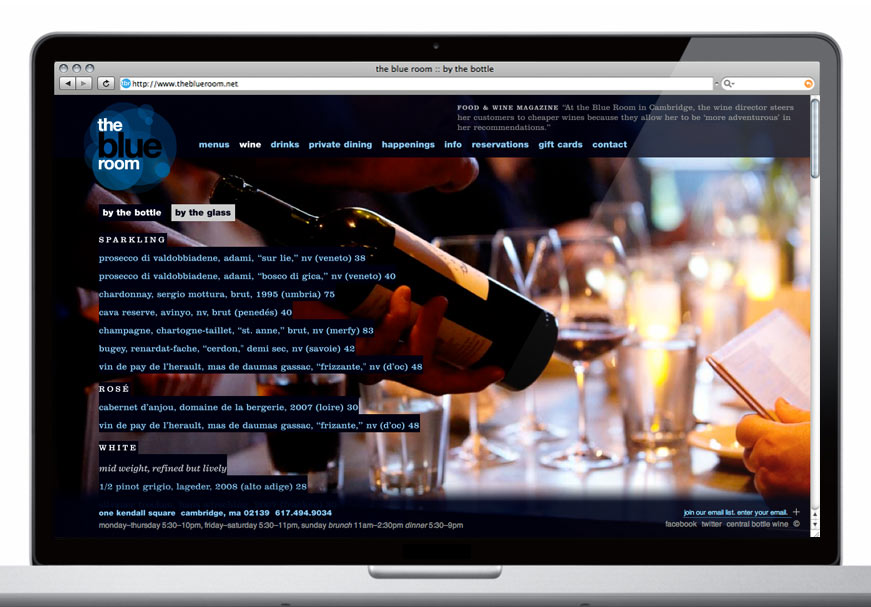 the blue room :: by the bottle
http://www.theblueroom.net
the
blue
room
FOOD & WINE MAGAZINE "At the Blue Room in Cambridge, the wine director steers
her customers to cheaper wines because they allow her to be 'more adventurous' in
her recommendations."
menus wine drinks private dining happenings info reservations gift cards contact
by the bottle by the glass
SPARKLING
prosecco di valdobbiadene, adami, "sur lie," nv (veneto) 38
prosecco di valdobbiadene, adami, "bosco di gica," nv (veneto) 40
chardonnay, sergio mottura, brut, 1995 (umbria) 75
cava reserve, avinyo, nv, brut (penedés) 40
champagne, chartogne-taillet, "st. anne," brut, nv (merfy) 83
bugey, renardat-fache, "cerdon," demi sec, nv (savoie) 42
vin de pay de l'herault, mas de daumas gassac, "frizzante," nv (d'oc) 48
ROSÉ
cabernet d'anjou, domaine de la bergerie, 2007 (loire) 30
vin de pay de l'herault, mas de daumas gassac, "frizante," nv (d'oc) 48
WHITE
mid weight, refined but lively
1/2 pinot grigio, lageder, 2008 (alto adige) 28
one kendall square cambridge, ma 02139 617.494.9034
monday–thursday 5:30–10pm, friday–saturday 5:30–11pm, sunday brunch 11am–2:30pm dinner 5:30–9pm
join our email list. enter your email. +
facebook twitter central bottle wine ©